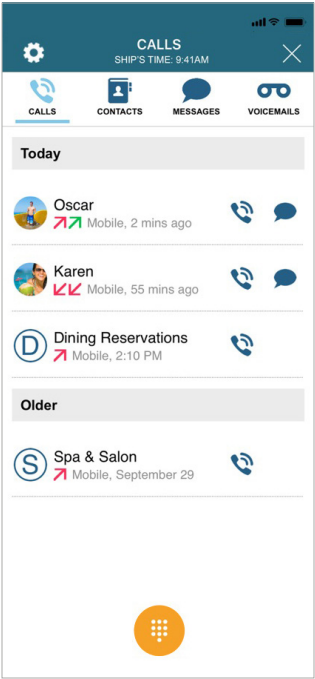 CALLS
SHIP'S TIME: 9:41AM
CALLS CONTACTS MESSAGES VOICEMAILS
Today
Oscar
Mobile, 2 mins ago
Karen
Mobile, 55 mins ago
D
Dining Reservations
Mobile, 2:10 PM
Older
S
Spa & Salon
Mobile, September 29